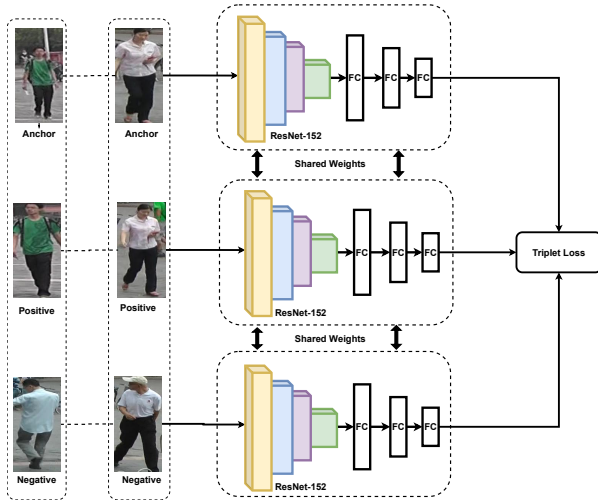 FC
FC
FC
Anchor
Anchor
ResNet-152
Shared Weights
FC
FC
FC
Triplet Loss
Positive
Positive
ResNet-152
Shared Weights
FC
FC
FC
Negative
Negative
ResNet-152